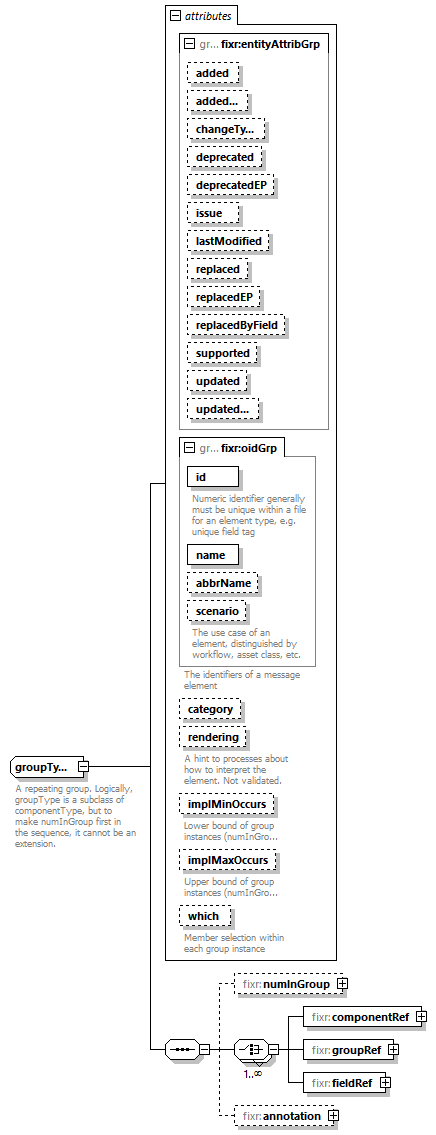 attributes
gr... fixr:entityAttribGrp
added
added...
changeTy...
deprecated
deprecatedEP
issue
lastModified
replaced
replacedEP
replacedByField
supported
updated
updated...
gr... fixr:oidGrp
id
Numeric identifier generally
must be unique within a file
for an element type, e.g.
unique field tag
name
abbrName
scenario
The use case of an
element, distinguished by
workflow, asset class, etc.
The identifiers of a message
element
category
rendering
A hint to processes about
how to interpret the
element. Not validated.
implMinOccurs
Lower bound of group
instances (numInGro...
implMaxOccurs
Upper bound of group
instances (numInGro...
which
Member selection within
each group instance
groupTy...
A repeating group. Logically,
groupType is a subclass of
componentType, but to
make numInGroup first in
the sequence, it cannot be an
extension.
fixr:numInGroup
1..∞
fixr:componentRef
fixr:groupRef
fixr:fieldRef
fixr:annotation